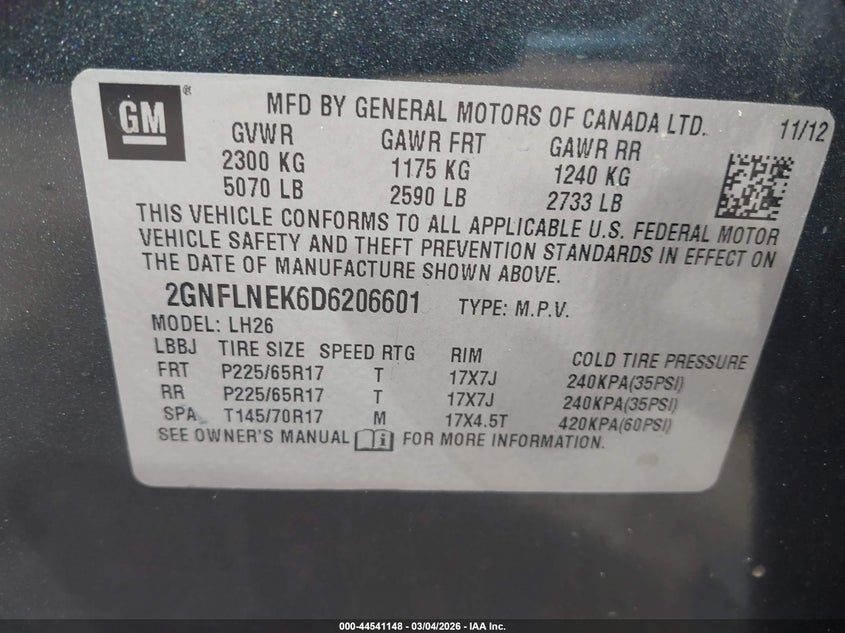 GM ®
MFD BY GENERAL MOTORS OF CANADA LTD. 11/12
GVWR GAWR FRT GAWR RR
2300 KG 1175 KG 1240 KG
5070 LB 2590 LB 2733 LB
THIS VEHICLE CONFORMS TO ALL APPLICABLE U.S. FEDERAL MOTOR
VEHICLE SAFETY AND THEFT PREVENTION STANDARDS IN EFFECT ON
THE DATE OF MANUFACTURE SHOWN ABOVE.
2GNFLNEK6D6206601 TYPE: M.P.V.
MODEL: LH26
LBBJ TIRE SIZE SPEED RTG RIM COLD TIRE PRESSURE
FRT P225/65R17 T 17X7J 240KPA(35PSI)
RR P225/65R17 T 17X7J 240KPA(35PSI)
SPA T145/70R17 M 17X4.5T 420KPA(60PSI)
SEE OWNER'S MANUAL i FOR MORE INFORMATION.
000-44541148 - 03/04/2026 - IAA Inc.